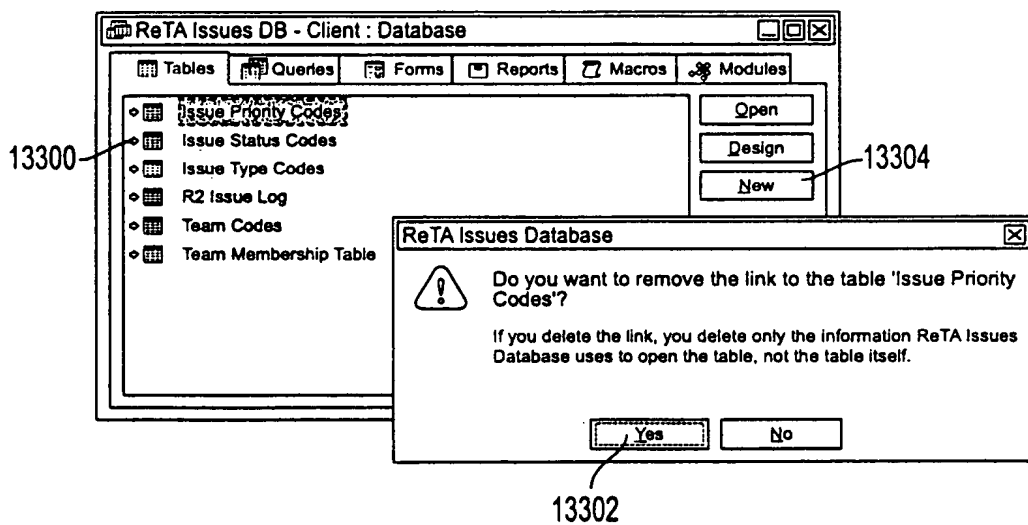 ReTA Issues DB - Client : Database
Tables Queries Forms Reports Macros Modules
Issue Priority Codes
Issue Status Codes
Issue Type Codes
R2 Issue Log
Team Codes
Team Membership Table
Open
Design
New
13300
13304
ReTA Issues Database
Do you want to remove the link to the table 'Issue Priority
Codes'?
If you delete the link, you delete only the information ReTA Issues
Database uses to open the table, not the table itself.
Yes No
13302